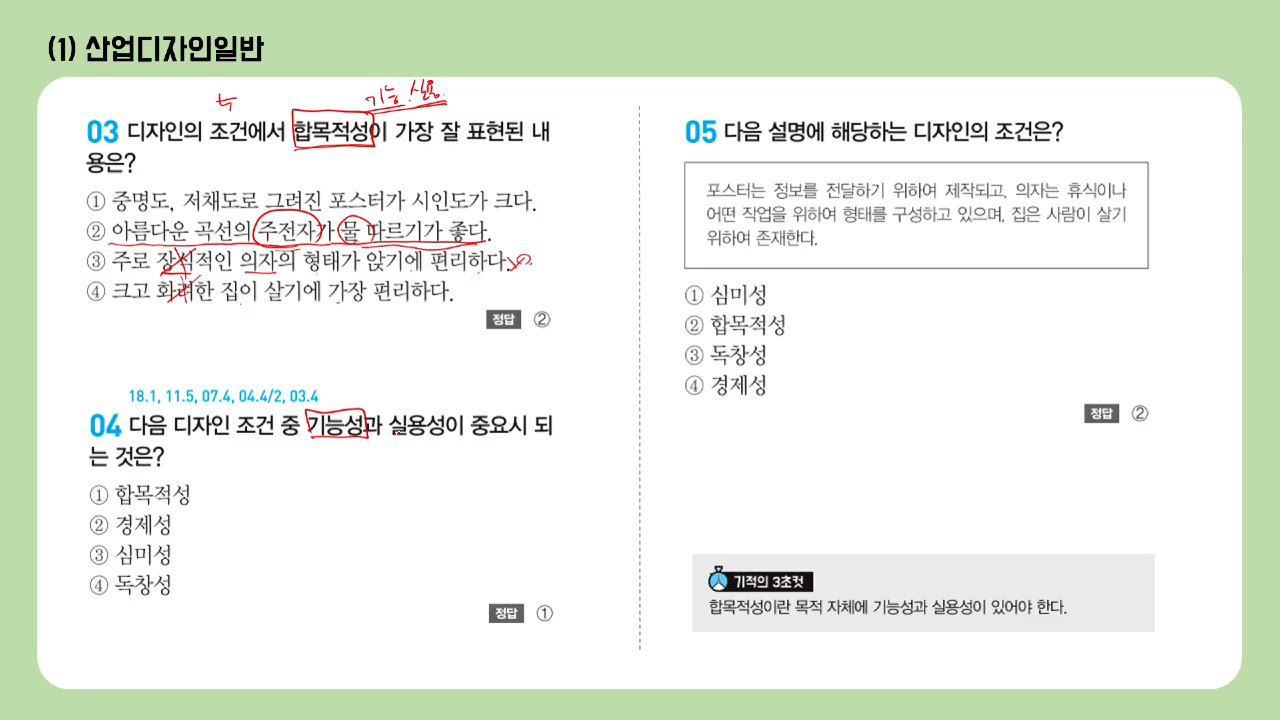 (1) 산업디자인일반
기능 실용
03 디자인의 조건에서 합목적성이 가장 잘 표현된 내
용은?
① 중명도, 저채도로 그려진 포스터가 시인도가 크다.
② 아름다운 곡선의 주전자가 물 따르기가 좋다.
③ 주로 장식적인 의자의 형태가 앉기에 편리하다.
④ 크고 화려한 집이 살기에 가장 편리하다.
정답 ②
18.1, 11.5, 07.4, 04.4/2, 03.4
04 다음 디자인 조건 중 기능성과 실용성이 중요시 되
는 것은?
① 합목적성
② 경제성
③ 심미성
④ 독창성
정답 ①
05 다음 설명에 해당하는 디자인의 조건은?
포스터는 정보를 전달하기 위하여 제작되고, 의자는 휴식이나
어떤 작업을 위하여 형태를 구성하고 있으며, 집은 사람이 살기
위하여 존재한다.
① 심미성
② 합목적성
③ 독창성
④ 경제성
정답 ②
기적의 3초컷
합목적성이란 목적 자체에 기능성과 실용성이 있어야 한다.